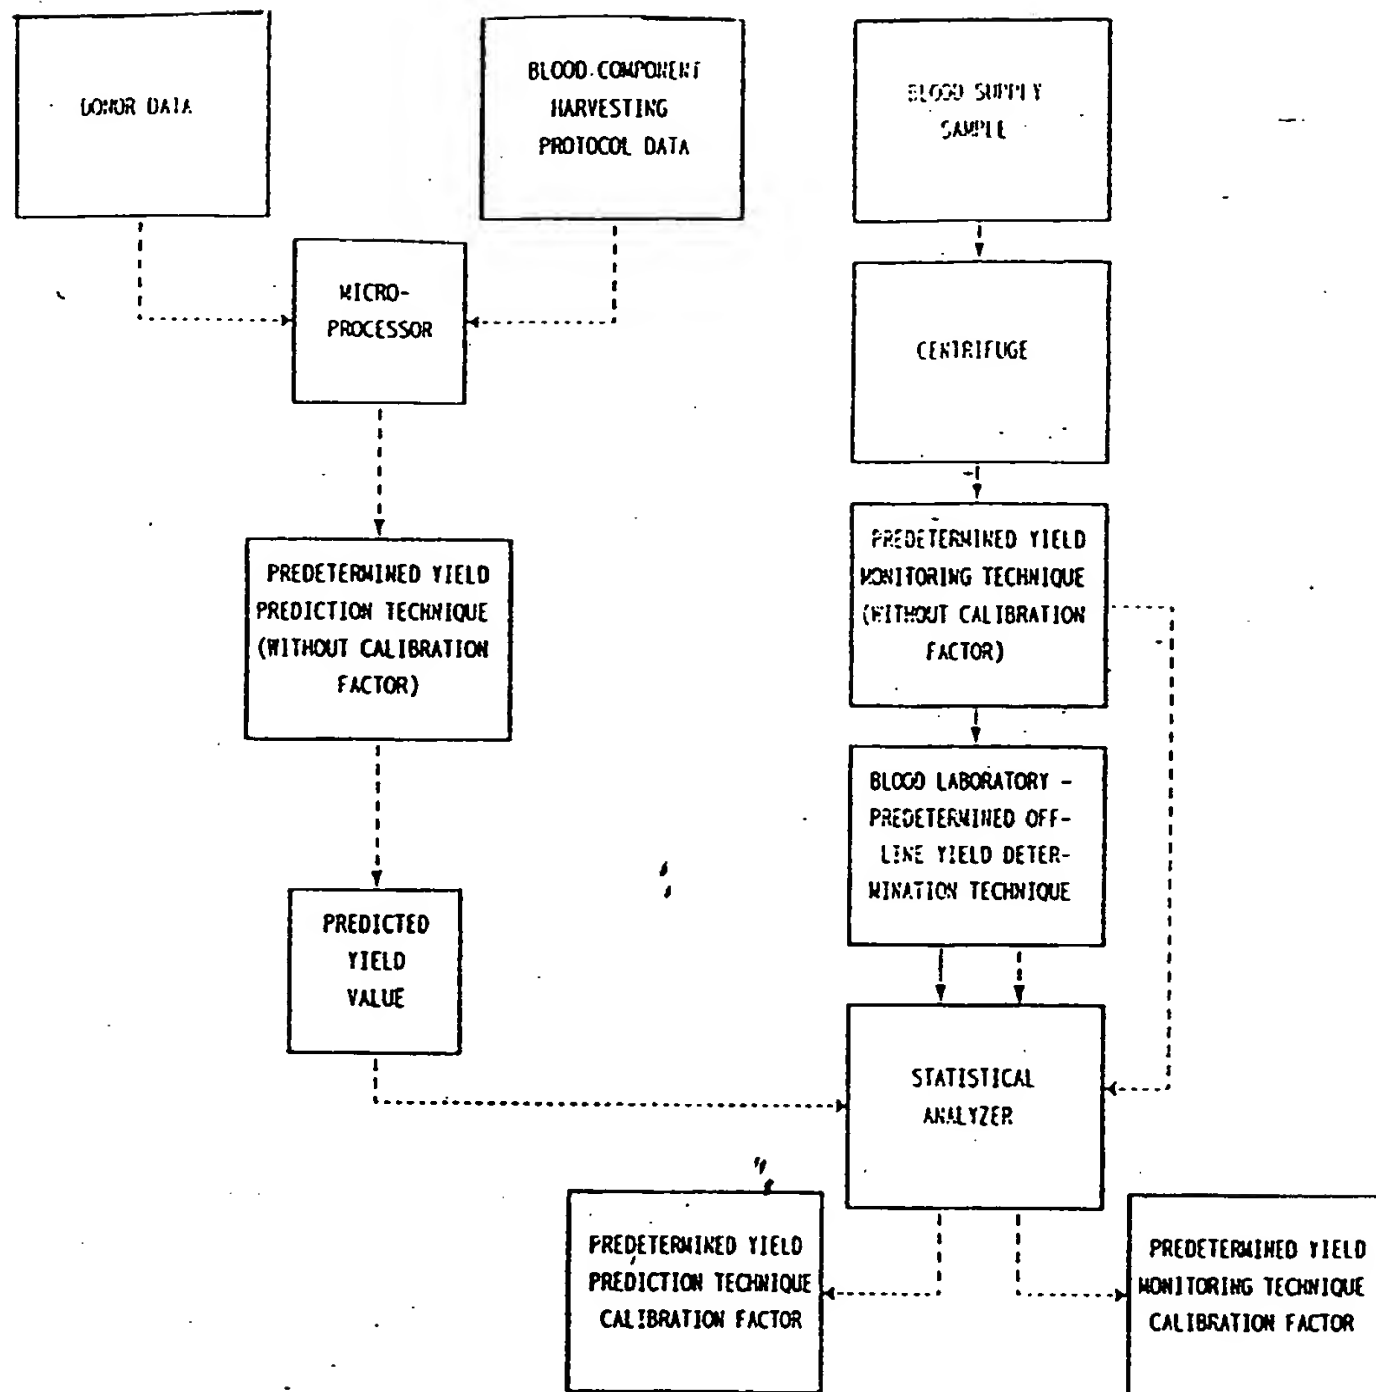 DONOR DATA
BLOOD COMPONENT
HARVESTING
PROTOCOL DATA
BLOOD SUPPLY
SAMPLE
MICRO-
PROCESSOR
CENTRIFUGE
PREDETERMINED YIELD
PREDICTION TECHNIQUE
(WITHOUT CALIBRATION
FACTOR)
PREDETERMINED YIELD
MONITORING TECHNIQUE
(WITHOUT CALIBRATION
FACTOR)
BLOOD LABORATORY -
PREDETERMINED OFF-
LINE YIELD DETER-
MINATION TECHNIQUE
PREDICTED
YIELD
VALUE
STATISTICAL
ANALYZER
PREDETERMINED YIELD
PREDICTION TECHNIQUE
CALIBRATION FACTOR
PREDETERMINED YIELD
MONITORING TECHNIQUE
CALIBRATION FACTOR